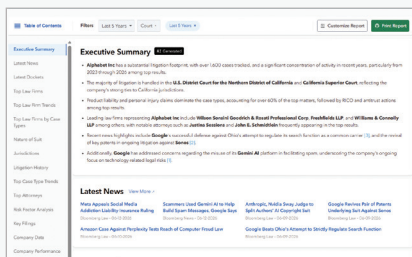 Table of Contents
Filters
Last 5 Years
Court
Last 5 Years
Customize Report
Print Report
Executive Summary
Latest News
Latest Dockets
Top Law Firms
Top Law Firm Trends
Top Law Firms by Case
Types
Nature of Suit
Jurisdictions
Litigation History
Top Case Type Trends
Top Attorneys
Risk Factor Analysis
Key Filings
Company Data
Company Performance
Executive Summary
AI Generated
Alphabet Inc has a substantial litigation footprint, with over 1,600 cases tracked, and a significant concentration of activity in recent years, particularly from
2023 through 2025 among top results.
The majority of litigation is handled in the U.S. District Court for the Northern District of California and California Superior Court, reflecting the
company's strong ties to California jurisdictions.
Product liability and personal injury claims dominate the case types, accounting for over 60% of the top matters, followed by RICO and antitrust actions
among top results.
Leading law firms representing Alphabet Inc include Wilson Sonsini Goodrich & Rosati Professional Corp, Freshfields LLP, and Williams & Connolly
LLP among others, with notable attorneys such as Justina Sessions and John E. Schmidtlein frequently appearing in the top results.
Recent news highlights include Google's successful defense against Ohio's attempt to regulate its search function as a common carrier [3], and the revival
of key patents in ongoing litigation against Sonos [2].
Additionally, Google has addressed concerns regarding the misuse of its Gemini AI platform in facilitating spam, underscoring the company's ongoing
focus on technology-related legal risks [1].
Latest News
View More
Meta Appeals Social Media
Addiction Liability Insurance Ruling
Scammers Used Gemini AI to Help
Build Spam Messages, Google Says
Anthropic, Nvidia Sway Judge to
Split Authors' AI Copyright Suit
Google Revives Pair of Patents
Underlying Suit Against Sonos
Amazon Case Against Perplexity Tests Reach of Computer Fraud Law
Google Beats Ohio's Attempt to Strictly Regulate Search Function